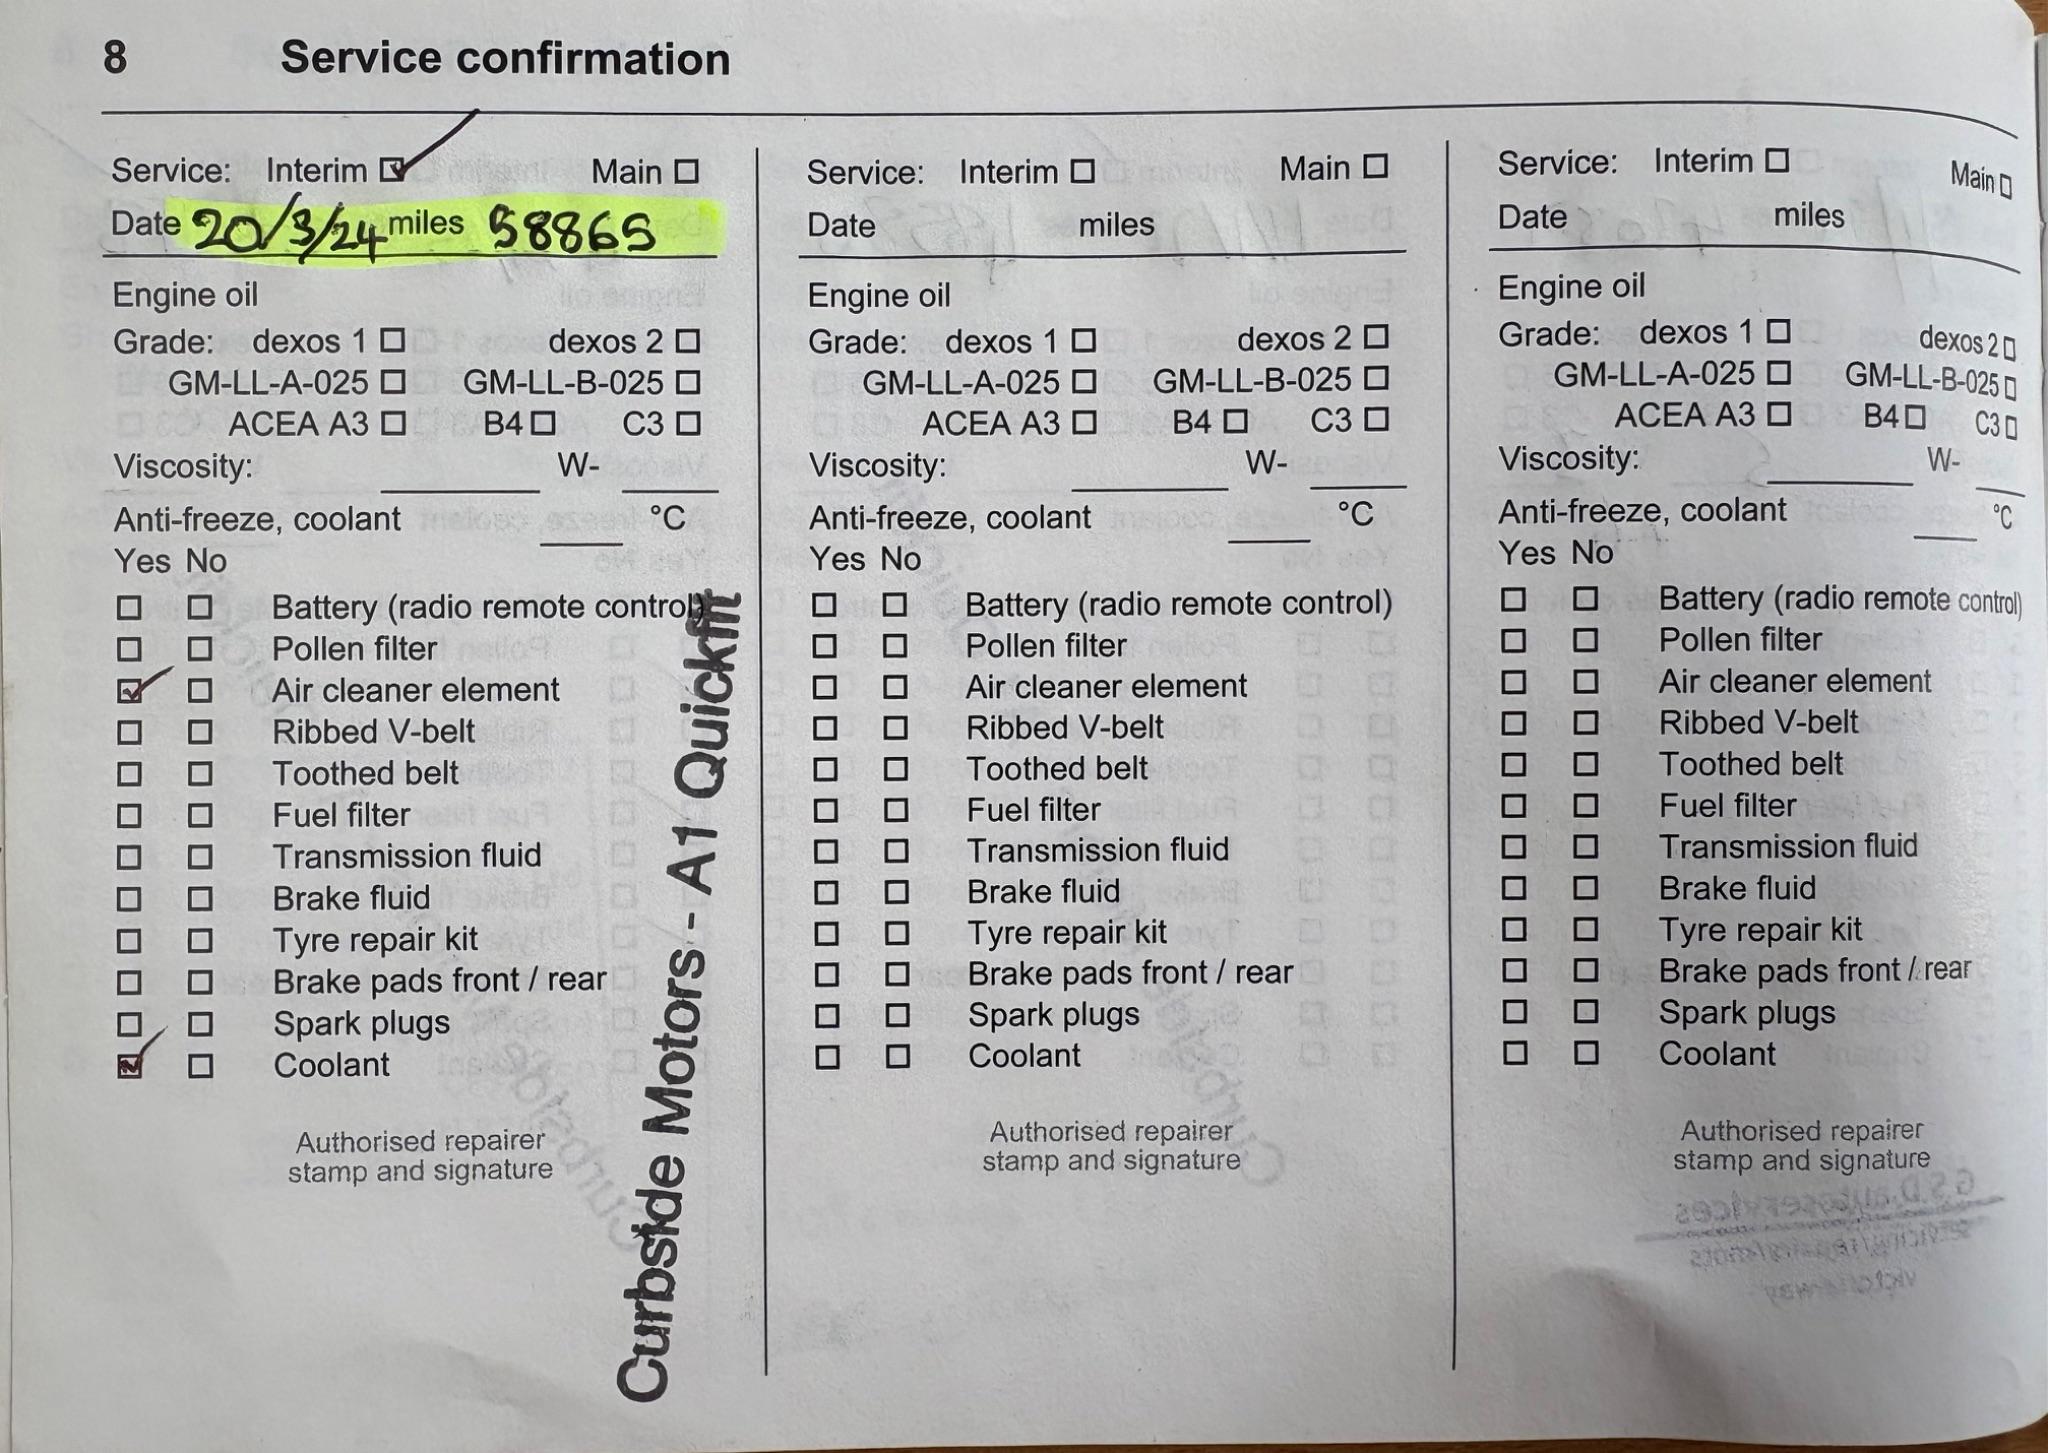 8 Service confirmation
Service: Interim ☑ Main ☐
Date 20/3/24 miles 58865
Engine oil
Grade: dexos 1 ☐ dexos 2 ☐
GM-LL-A-025 ☐ GM-LL-B-025 ☐
ACEA A3 ☐ B4 ☐ C3 ☐
Viscosity: ____ W- ____
Anti-freeze, coolant ____ °C
Yes No
☐ ☐ Battery (radio remote control)
☐ ☐ Pollen filter
☑ ☐ Air cleaner element
☐ ☐ Ribbed V-belt
☐ ☐ Toothed belt
☐ ☐ Fuel filter
☐ ☐ Transmission fluid
☐ ☐ Brake fluid
☐ ☐ Tyre repair kit
☐ ☐ Brake pads front / rear
☐ ☐ Spark plugs
☑ ☐ Coolant
Authorised repairer
stamp and signature
Curbside Motors - A1 Quickfit
Service: Interim ☐ Main ☐
Date miles
Engine oil
Grade: dexos 1 ☐ dexos 2 ☐
GM-LL-A-025 ☐ GM-LL-B-025 ☐
ACEA A3 ☐ B4 ☐ C3 ☐
Viscosity: ____ W- ____
Anti-freeze, coolant ____ °C
Yes No
☐ ☐ Battery (radio remote control)
☐ ☐ Pollen filter
☐ ☐ Air cleaner element
☐ ☐ Ribbed V-belt
☐ ☐ Toothed belt
☐ ☐ Fuel filter
☐ ☐ Transmission fluid
☐ ☐ Brake fluid
☐ ☐ Tyre repair kit
☐ ☐ Brake pads front / rear
☐ ☐ Spark plugs
☐ ☐ Coolant
Authorised repairer
stamp and signature
Service: Interim ☐ Main ☐
Date miles
Engine oil
Grade: dexos 1 ☐ dexos 2 ☐
GM-LL-A-025 ☐ GM-LL-B-025 ☐
ACEA A3 ☐ B4 ☐ C3 ☐
Viscosity: ____ W- ____
Anti-freeze, coolant ____ °C
Yes No
☐ ☐ Battery (radio remote control)
☐ ☐ Pollen filter
☐ ☐ Air cleaner element
☐ ☐ Ribbed V-belt
☐ ☐ Toothed belt
☐ ☐ Fuel filter
☐ ☐ Transmission fluid
☐ ☐ Brake fluid
☐ ☐ Tyre repair kit
☐ ☐ Brake pads front / rear
☐ ☐ Spark plugs
☐ ☐ Coolant
Authorised repairer
stamp and signature